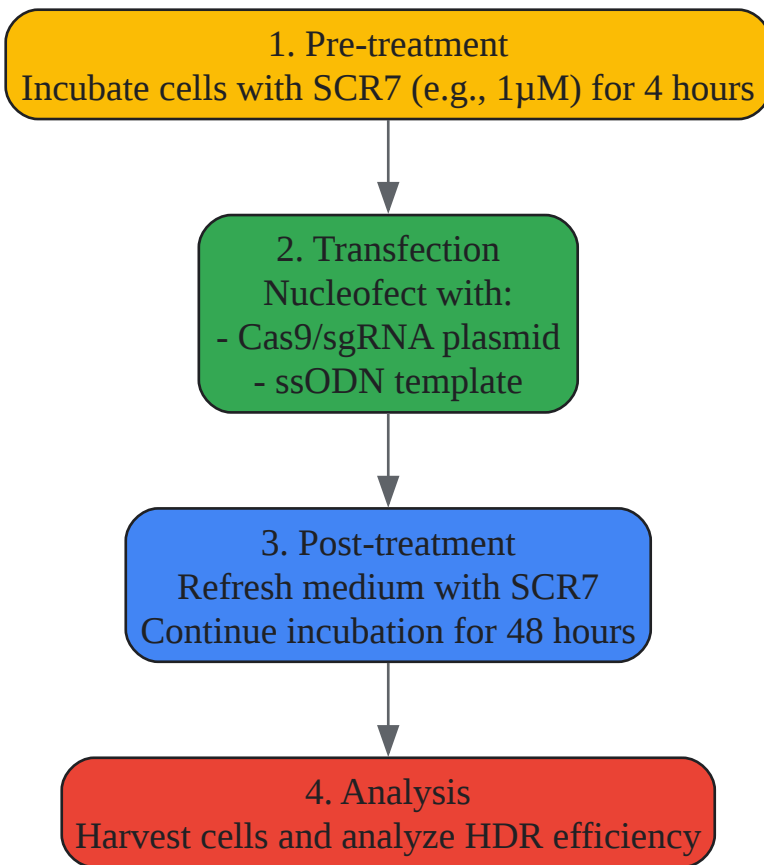 1. Pre-treatment
Incubate cells with SCR7 (e.g., 1µM) for 4 hours
2. Transfection
Nucleofect with:
- Cas9/sgRNA plasmid
- ssODN template
3. Post-treatment
Refresh medium with SCR7
Continue incubation for 48 hours
4. Analysis
Harvest cells and analyze HDR efficiency